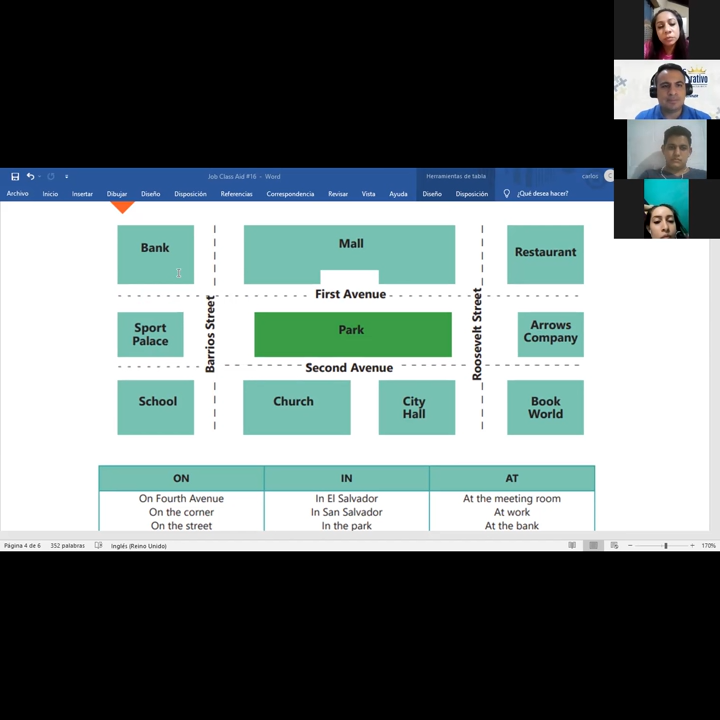 rativo
Job Class Aid #16 - Word
Herramientas de tabla
carlos
Archivo
Inicio
Insertar
Dibujar
Diseño
Disposición
Referencias
Correspondencia
Revisar
Vista
Ayuda
Diseño
Disposición
¿Qué desea hacer?
Bank
Mall
Restaurant
First Avenue
Barrios Street
Roosevelt Street
Sport
Palace
Park
Arrows
Company
Second Avenue
School
Church
City
Hall
Book
World
ON
IN
AT
On Fourth Avenue
In El Salvador
At the meeting room
On the corner
In San Salvador
At work
On the street
In the park
At the bank
Página 4 de 6
352 palabras
Inglés (Reino Unido)
170%